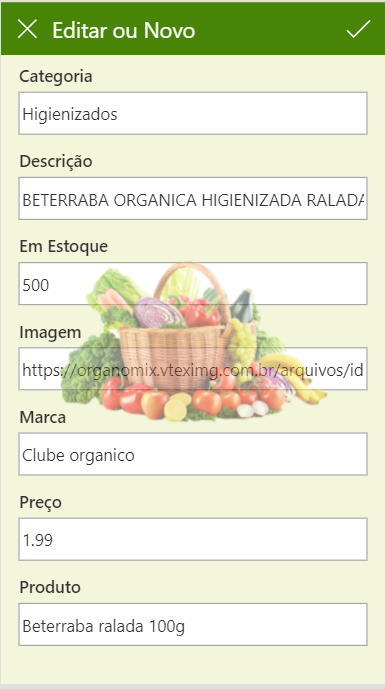 Editar ou Novo
Categoria
Higienizados
Descrição
BETERRABA ORGANICA HIGIENIZADA RALADA
Em Estoque
500
Imagem
https://organomix.vteximg.com.br/arquivos/id
Marca
Clube organico
Preço
1.99
Produto
Beterraba ralada 100g